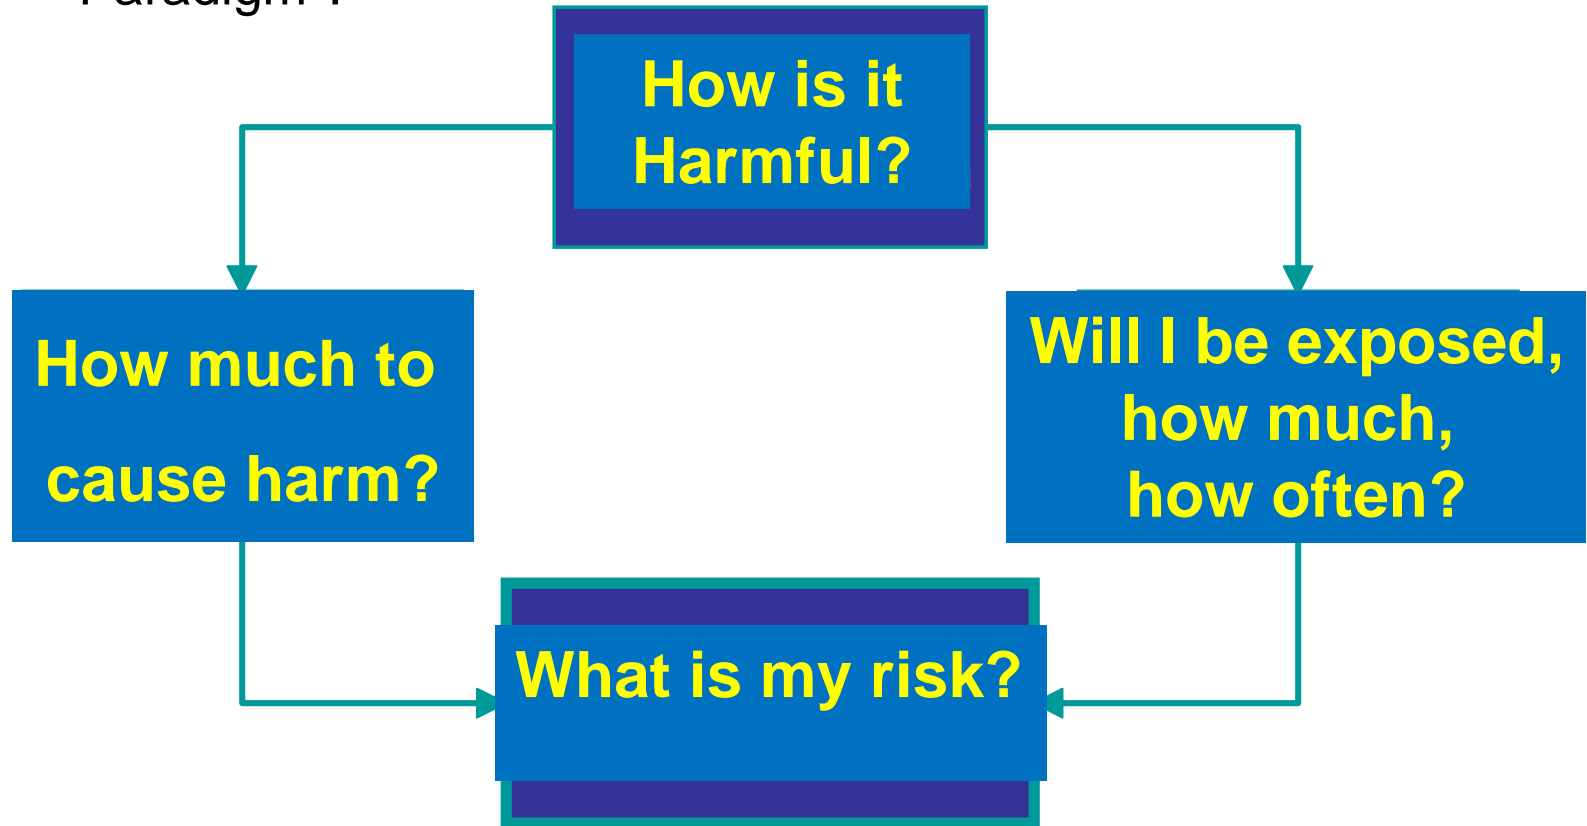 Paradigm
How is it
Harmful?
How much to
cause harm?
Will I be exposed,
how much,
how often?
What is my risk?